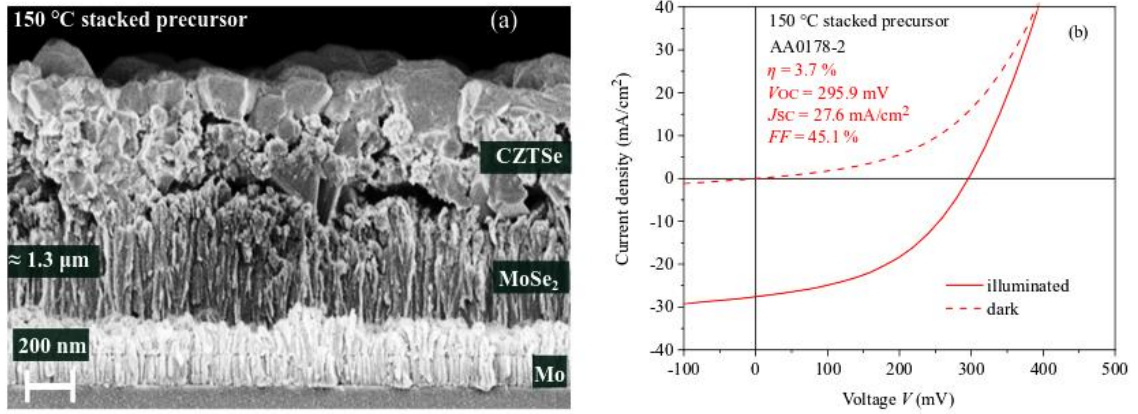 150 °C stacked precursor
(a)
CZTSe
≈ 1.3 µm
MoSe₂
200 nm
Mo
40
30
20
10
0
-10
-20
-30
-40
Current density (mA/cm²)
150 °C stacked precursor
(b)
AA0178-2
η = 3.7 %
VOC = 295.9 mV
JSC = 27.6 mA/cm²
FF = 45.1 %
illuminated
dark
-100 0 100 200 300 400 500
Voltage V (mV)